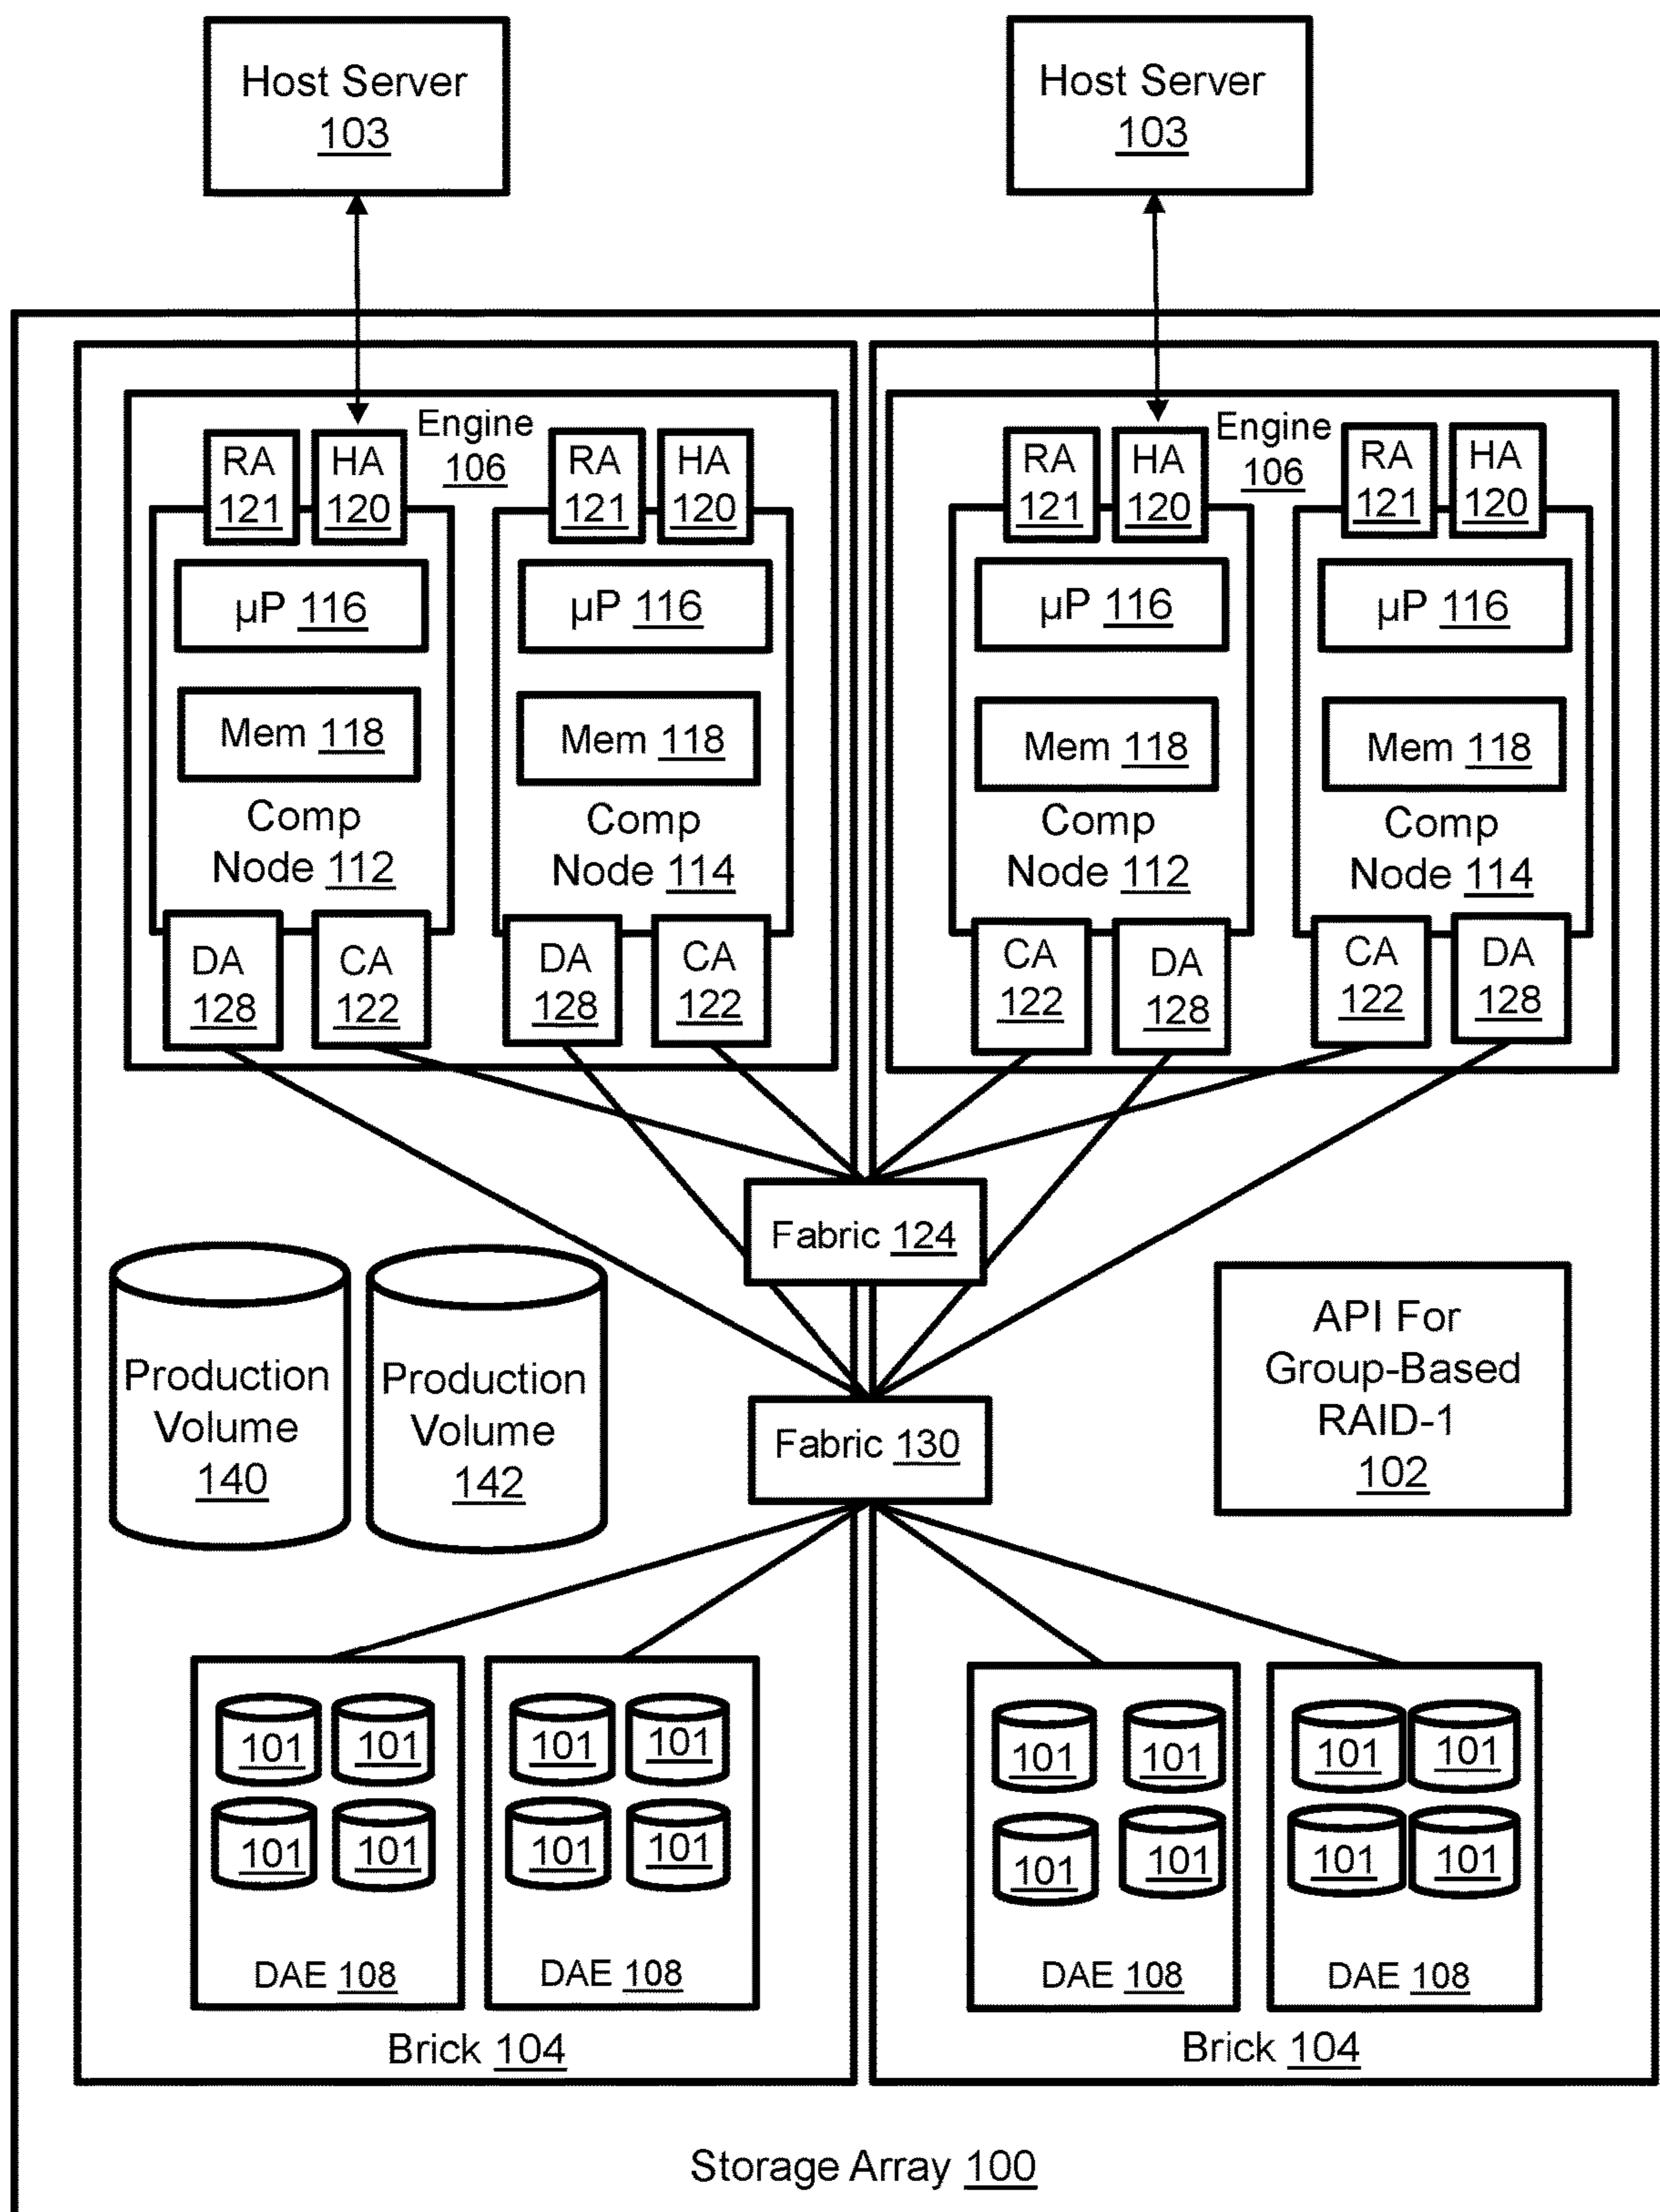 Host Server
103
Host Server
103
Engine
106
RA
121
HA
120
RA
121
HA
120
µP 116
µP 116
Mem 118
Mem 118
Comp
Node 112
Comp
Node 114
DA
128
CA
122
DA
128
CA
122
Engine
106
RA
121
HA
120
RA
121
HA
120
µP 116
µP 116
Mem 118
Mem 118
Comp
Node 112
Comp
Node 114
CA
122
DA
128
CA
122
DA
128
Fabric 124
Production
Volume
140
Production
Volume
142
Fabric 130
API For
Group-Based
RAID-1
102
101 101
101 101
DAE 108
101 101
101 101
DAE 108
Brick 104
101 101
101 101
DAE 108
101 101
101 101
DAE 108
Brick 104
Storage Array 100